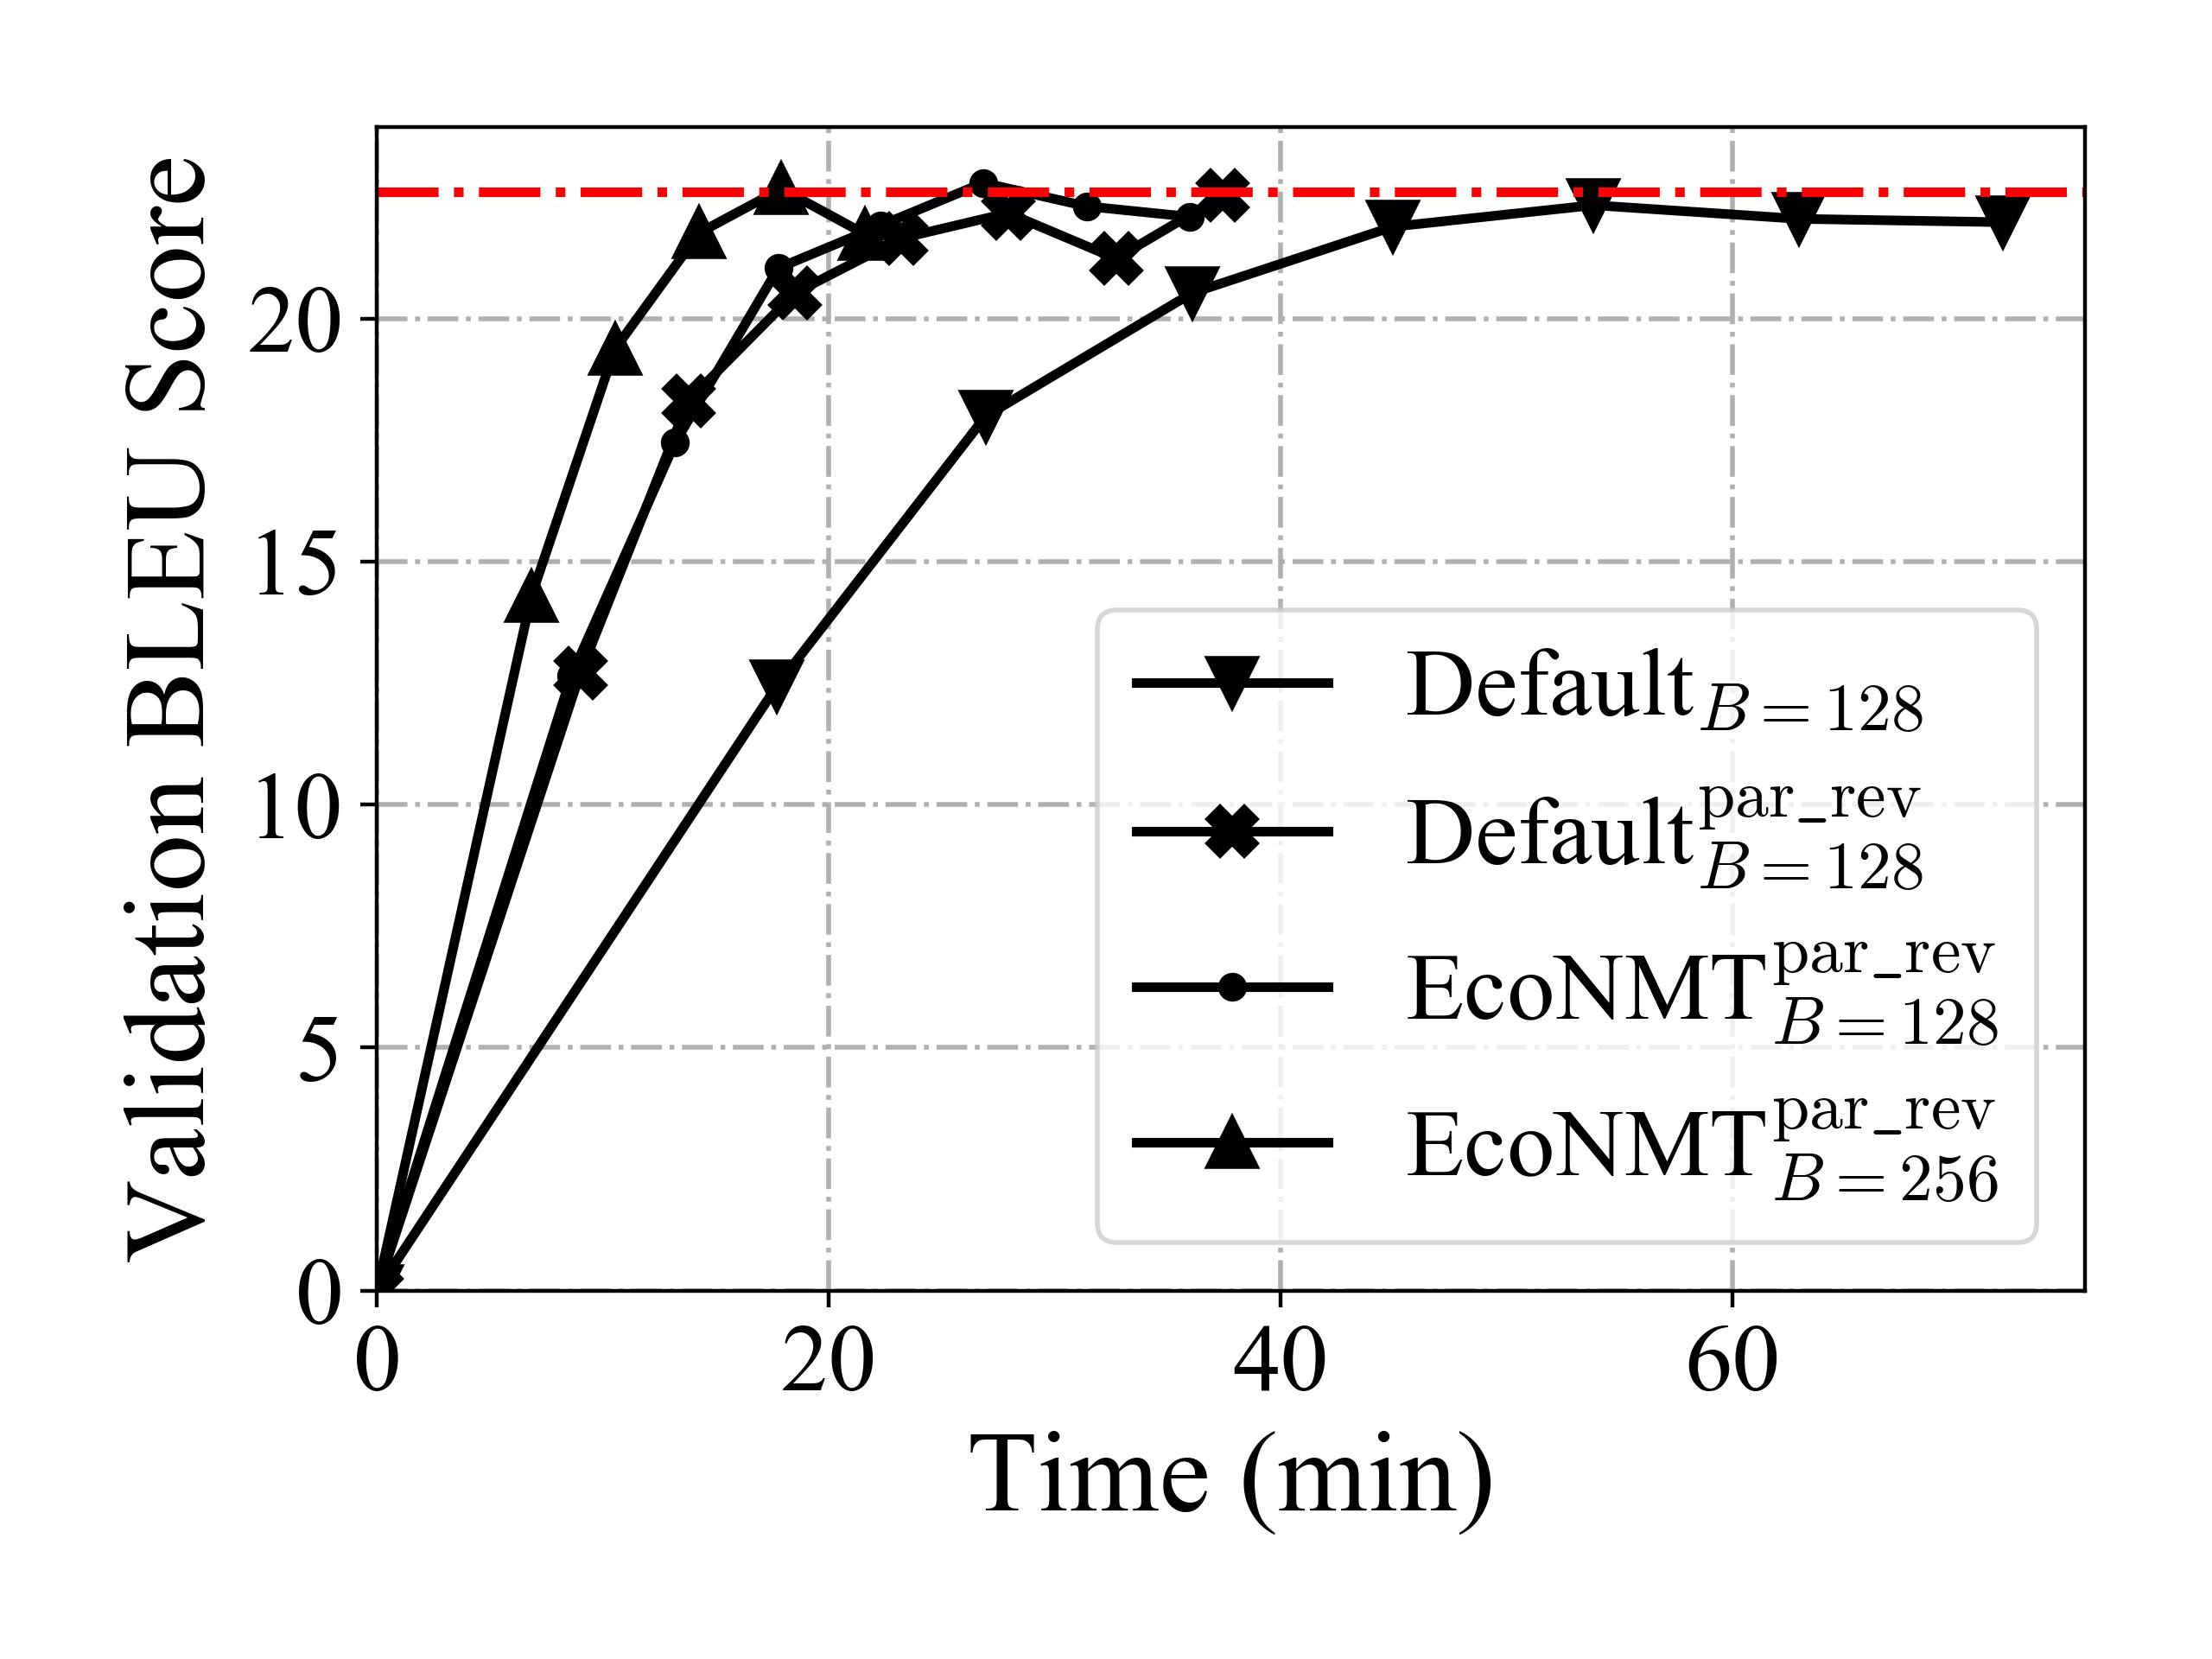 Validation BLEU Score
20
15
10
5
0
0 20 40 60
Time (min)
Default B = 128
Default par_rev B = 128
EcoNMT par_rev B = 128
EcoNMT par_rev B = 256